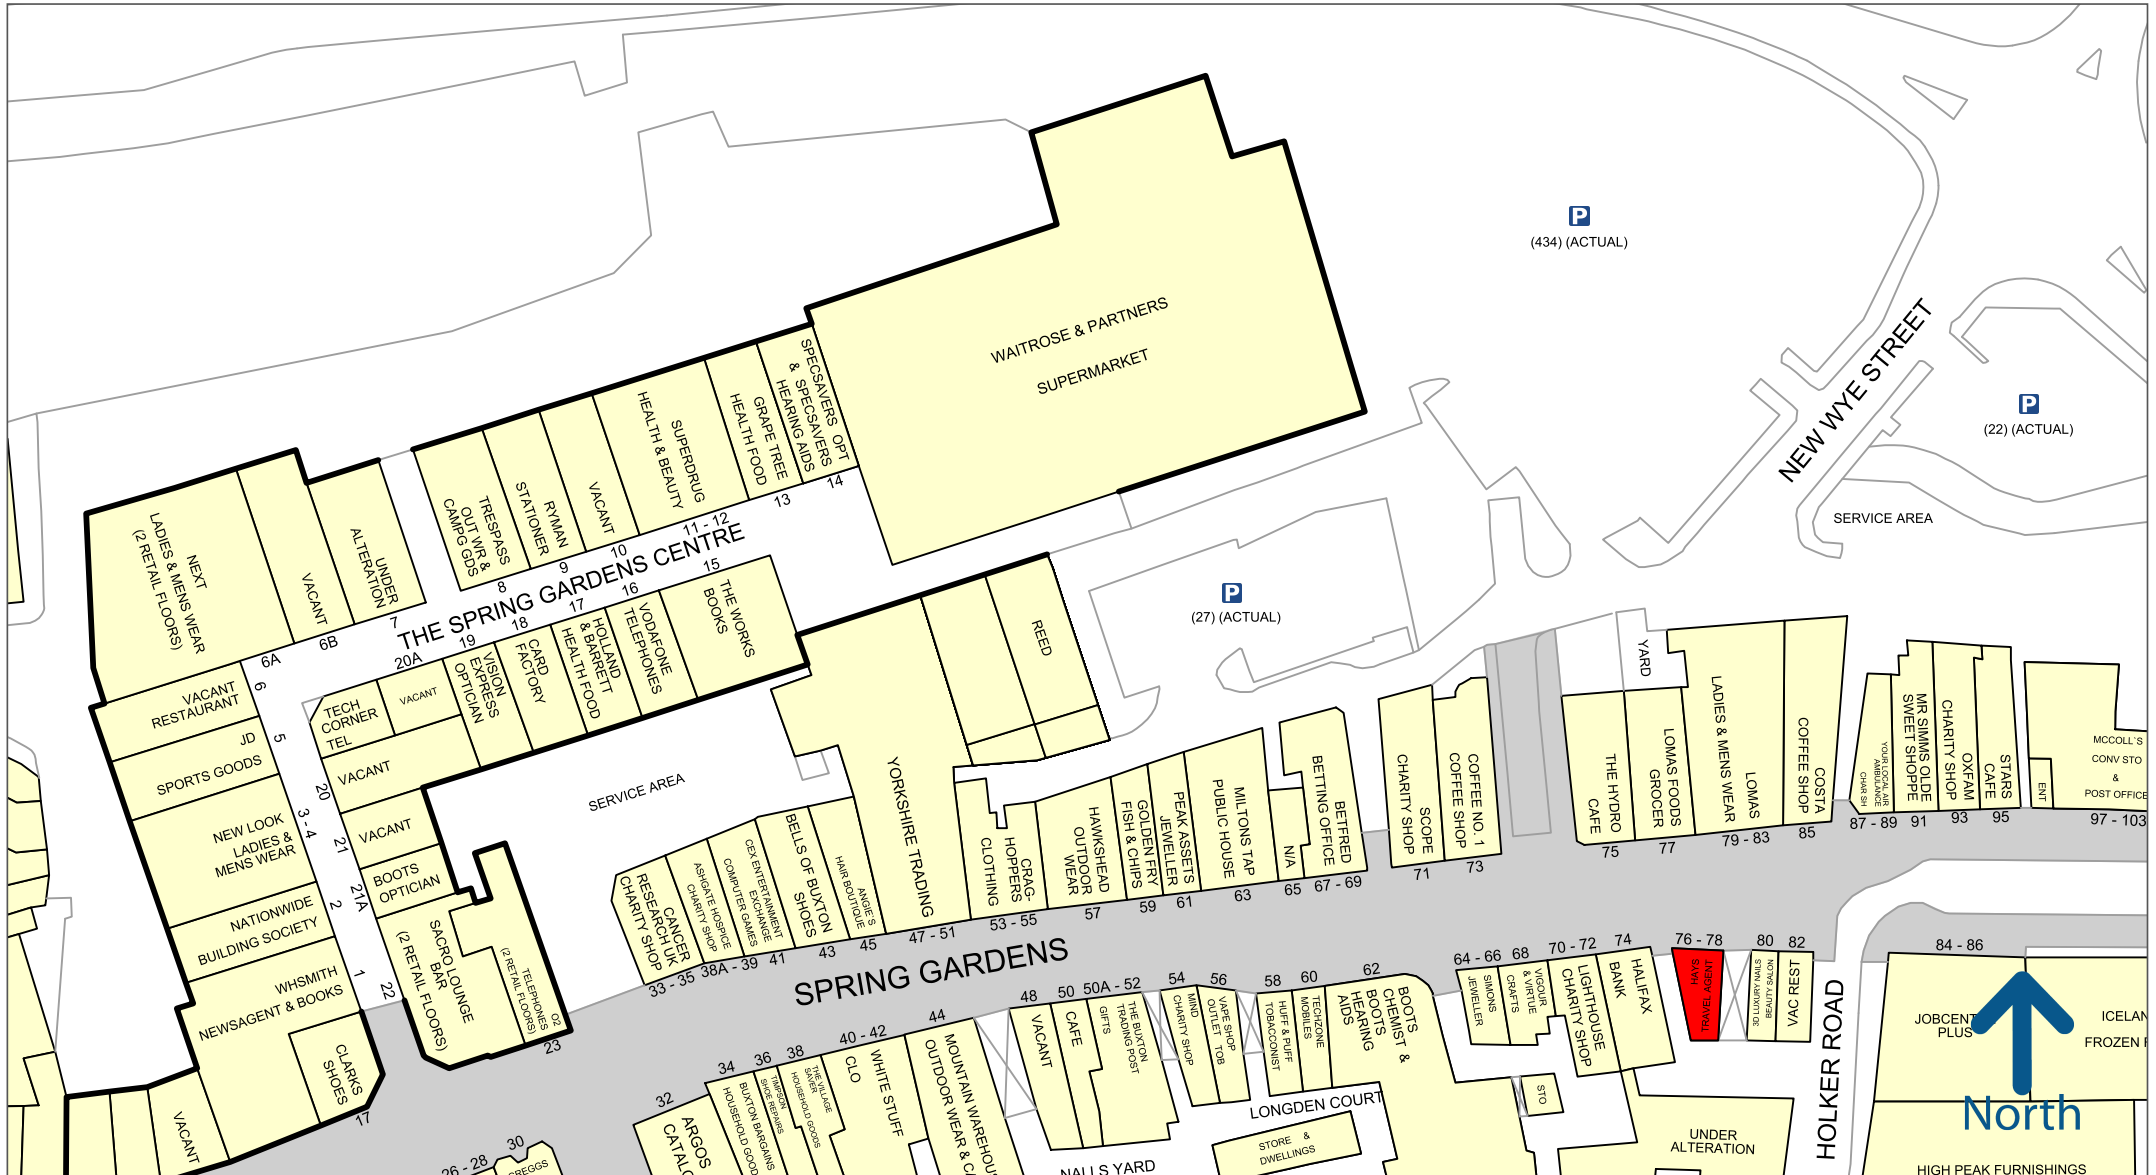 P
(434) (ACTUAL)
WAITROSE & PARTNERS
SUPERMARKET
NEW WYE STREET
P
(22) (ACTUAL)
SERVICE AREA
P
(27) (ACTUAL)
NEXT
LADIES & MENS WEAR
(2 RETAIL FLOORS)
VACANT
UNDER
ALTERATION
TRESPASS
OUT WR &
CAMPG GDS
RYMAN
STATIONER
VACANT
SUPERDRUG
HEALTH & BEAUTY
GRAPE TREE
HEALTH FOOD
SPECSAVERS OPT
& SPECSAVERS
HEARING AIDS
6A
6B
7
8
9
10
11 - 12
13
14
THE SPRING GARDENS CENTRE
20A
19
18
17
16
15
TECH
CORNER
TEL
VACANT
VISION
EXPRESS
OPTICIAN
CARD
FACTORY
HOLLAND
& BARRETT
HEALTH FOOD
VODAFONE
TELEPHONES
THE WORKS
BOOKS
VACANT
RESTAURANT
6
JD
SPORTS GOODS
5
NEW LOOK
LADIES &
MENS WEAR
3 - 4
NATIONWIDE
BUILDING SOCIETY
2
WHSMITH
NEWSAGENT & BOOKS
1
CLARKS
SHOES
17
VACANT
VACANT
20
VACANT
21
BOOTS
OPTICIAN
21A
SACRO LOUNGE
BAR
(2 RETAIL FLOORS)
22
O2
TELEPHONES
(2 RETAIL FLOORS)
23
SERVICE AREA
REED
CANCER
RESEARCH UK
CHARITY SHOP
33 - 35
ASHGATE HOSPICE
CHARITY SHOP
38A - 39
CEX ENTERTAINMENT
EXCHANGE
COMPUTER GAMES
41
BELLS OF BUXTON
SHOES
43
ANGIE'S
HAIR BOUTIQUE
45
YORKSHIRE TRADING
47 - 51
CRAG-
HOPPERS
CLOTHING
53 - 55
HAWKSHEAD
OUTDOOR
WEAR
57
GOLDEN FRY
FISH & CHIPS
59
PEAK ASSETS
JEWELLER
61
MILTONS TAP
PUBLIC HOUSE
63
N/A
65
BETFRED
BETTING OFFICE
67 - 69
SCOPE
CHARITY SHOP
71
COFFEE NO. 1
COFFEE SHOP
73
YARD
THE HYDRO
CAFE
75
LOMAS FOODS
GROCER
77
LOMAS
LADIES & MENS WEAR
79 - 83
COSTA
COFFEE SHOP
85
YOUR LOCAL AIR
AMBULANCE
CHAR SH
87 - 89
MR SIMMS OLDE
SWEET SHOPPE
91
OXFAM
CHARITY SHOP
93
STARS
CAFE
95
ENT
MCCOLL`S
CONV STO
&
POST OFFICE
97 - 103
SPRING GARDENS
26 - 28
30
GREGGS
32
ARGOS
CATALO
34
BUXTON BARGAINS
HOUSEHOLD GOOD
36
TIMPSON
SHOE REPAIRS
38
THE VILLAGE
SAVER
HOUSEHOLD GOODS
40 - 42
WHITE STUFF
CLO
44
MOUNTAIN WAREHOU
OUTDOOR WEAR & CA
48
VACANT
50
CAFE
50A - 52
THE BUXTON
TRADING POST
GIFTS
54
MIND
CHARITY SHOP
56
VAPE SHOP
OUTLET TOB
58
HUFF & PUFF
TOBACCONIST
60
TECHZONE
MOBILES
62
BOOTS
CHEMIST &
BOOTS
HEARING
AIDS
64 - 66
SIMONS
JEWELLER
68
VIGOUR
& VIRTUE
CRAFTS
70 - 72
LIGHTHOUSE
CHARITY SHOP
74
HALIFAX
BANK
76 - 78
HAYS
TRAVEL AGENT
80
3D LUXURY NAILS
BEAUTY SALON
82
VAC REST
HOLKER ROAD
84 - 86
JOBCENT
PLUS
ICELAN
FROZEN F
North
LONGDEN COURT
STORE &
DWELLINGS
NALLS YARD
STO
UNDER
ALTERATION
HIGH PEAK FURNISHINGS